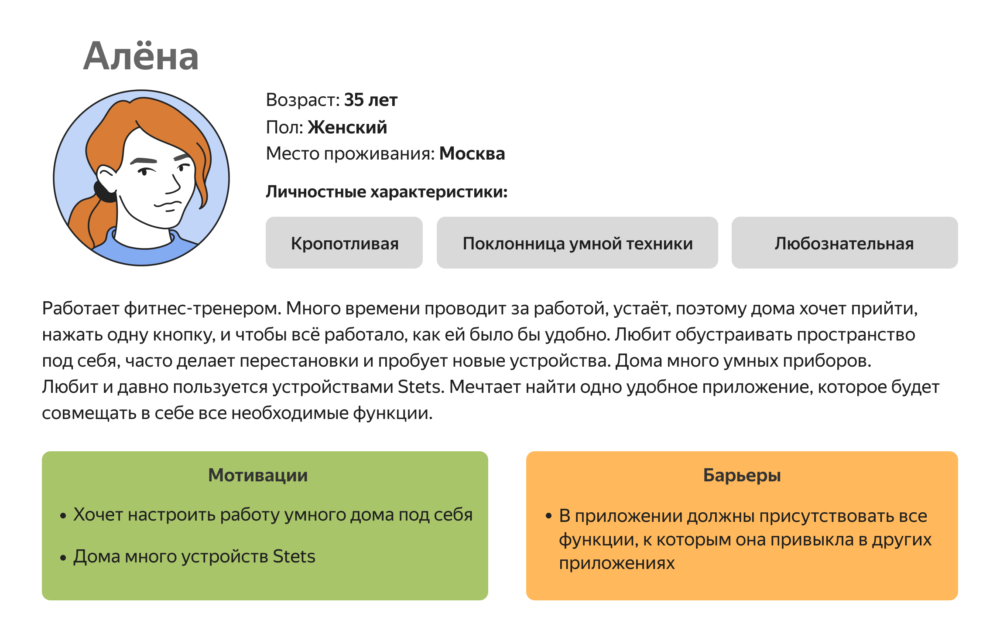 Алёна
Возраст: 35 лет
Пол: Женский
Место проживания: Москва
Личностные характеристики:
Кропотливая
Поклонница умной техники
Любознательная
Работает фитнес-тренером. Много времени проводит за работой, устаёт, поэтому дома хочет прийти,
нажать одну кнопку, и чтобы всё работало, как ей было бы удобно. Любит обустраивать пространство
под себя, часто делает перестановки и пробует новые устройства. Дома много умных приборов.
Любит и давно пользуется устройствами Stets. Мечтает найти одно удобное приложение, которое будет
совмещать в себе все необходимые функции.
Мотивации
• Хочет настроить работу умного дома под себя
• Дома много устройств Stets
Барьеры
• В приложении должны присутствовать все
функции, к которым она привыкла в других
приложениях